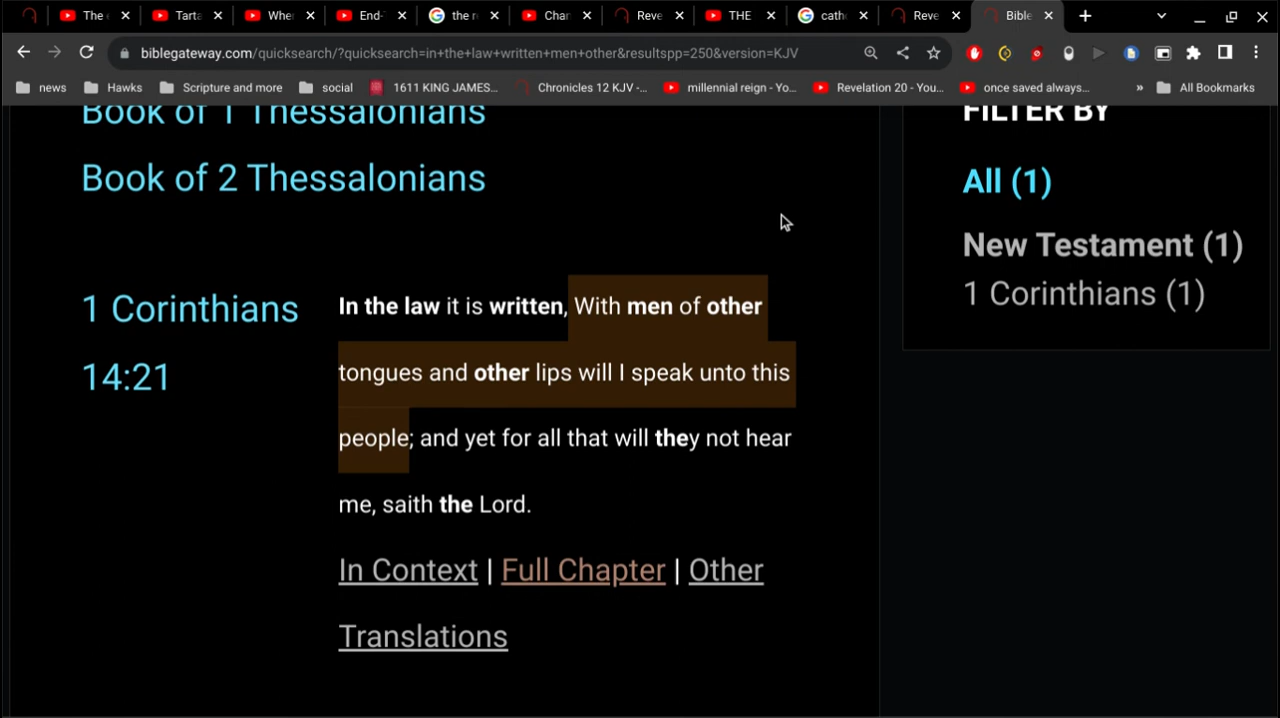 The
Tarta
Whe
End-
the r
Char
Reve
THE
cath
Reve
Bible
biblegateway.com/quicksearch/?quicksearch=in+the+law+written+men+other&resultspp=250&version=KJV
news
Hawks
Scripture and more
social
1611 KING JAMES...
Chronicles 12 KJV -...
millennial reign - Yo...
Revelation 20 - You...
once saved always...
»
All Bookmarks
Book of 1 Thessalonians
Book of 2 Thessalonians
1 Corinthians
14:21
In the law it is written, With men of other
tongues and other lips will I speak unto this
people; and yet for all that will they not hear
me, saith the Lord.
In Context | Full Chapter | Other
Translations
FILTER BY
All (1)
New Testament (1)
1 Corinthians (1)